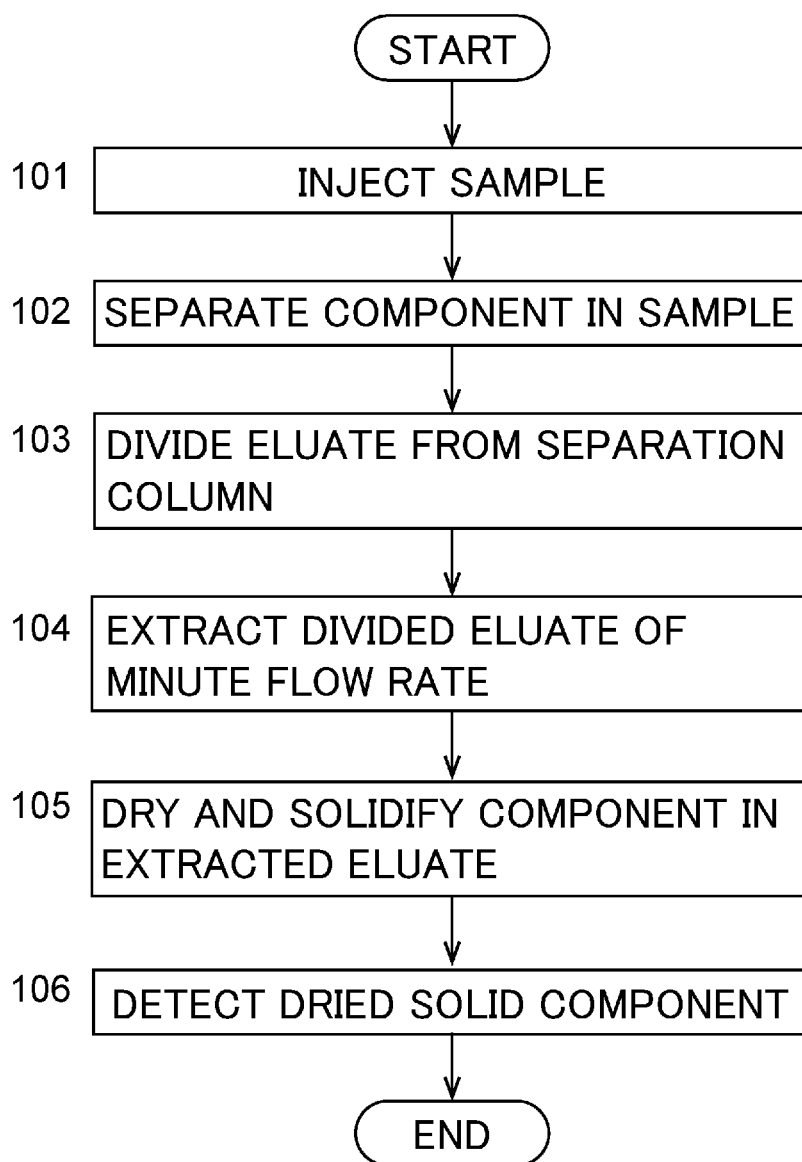 START
101
INJECT SAMPLE
102
SEPARATE COMPONENT IN SAMPLE
103
DIVIDE ELUATE FROM SEPARATION
COLUMN
104
EXTRACT DIVIDED ELUATE OF
MINUTE FLOW RATE
105
DRY AND SOLIDIFY COMPONENT IN
EXTRACTED ELUATE
106
DETECT DRIED SOLID COMPONENT
END